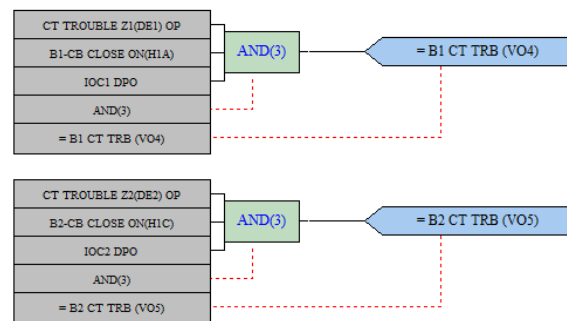 CT TROUBLE Z1(DE1) OP
B1-CB CLOSE ON(H1A)
IOC1 DPO
AND(3)
= B1 CT TRB (VO4)
AND(3)
= B1 CT TRB (VO4)
CT TROUBLE Z2(DE2) OP
B2-CB CLOSE ON(H1C)
IOC2 DPO
AND(3)
= B2 CT TRB (VO5)
AND(3)
= B2 CT TRB (VO5)